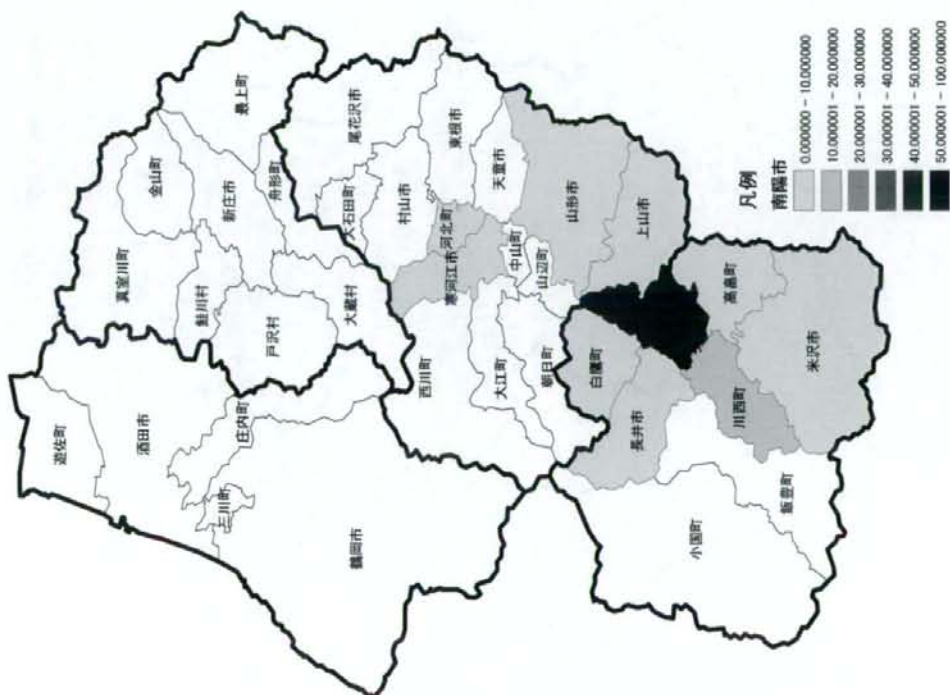 遊佐町
酒田市
庄内町
三川町
鶴岡市
真室川町
金山町
最上町
鮭川村
新庄市
舟形町
戸沢村
大蔵村
尾花沢市
大石田町
村山市
東根市
天童市
西川町
寒河江市
河北町
中山町
山辺町
大江町
朝日町
山形市
上山市
白鷹町
長井市
高畠町
川西町
米沢市
飯豊町
小国町
凡例
南陽市
0.000000 - 10.000000
10.000001 - 20.000000
20.000001 - 30.000000
30.000001 - 40.000000
40.000001 - 50.000000
50.000001 - 100.000000